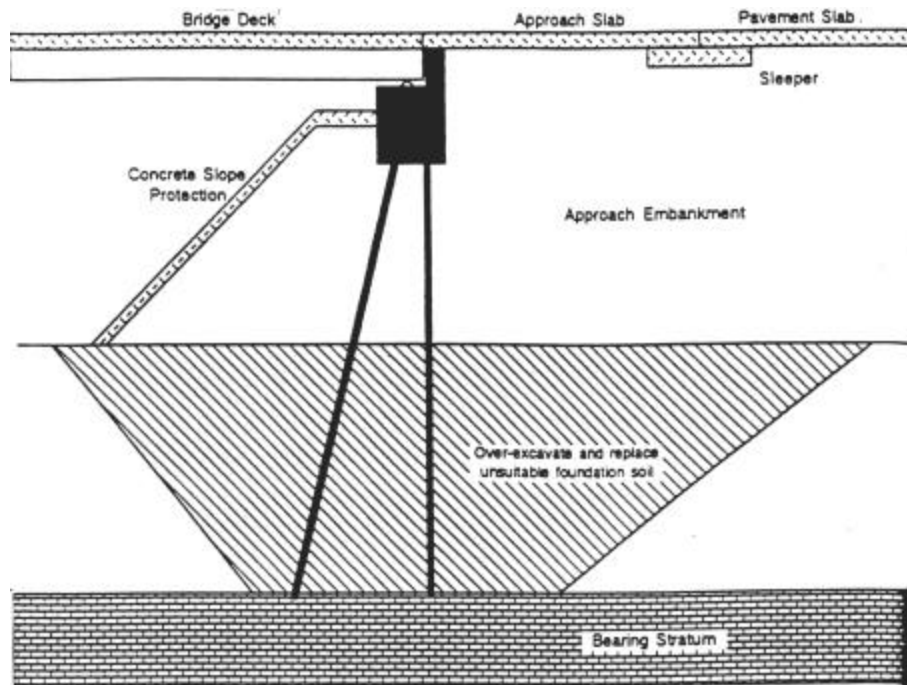 Bridge Deck
Approach Slab
Pavement Slab.
Sleeper
Concrete Slope
Protection
Approach Embankment
Over-excavate and replace
unsuitable foundation soil
Bearing Stratum